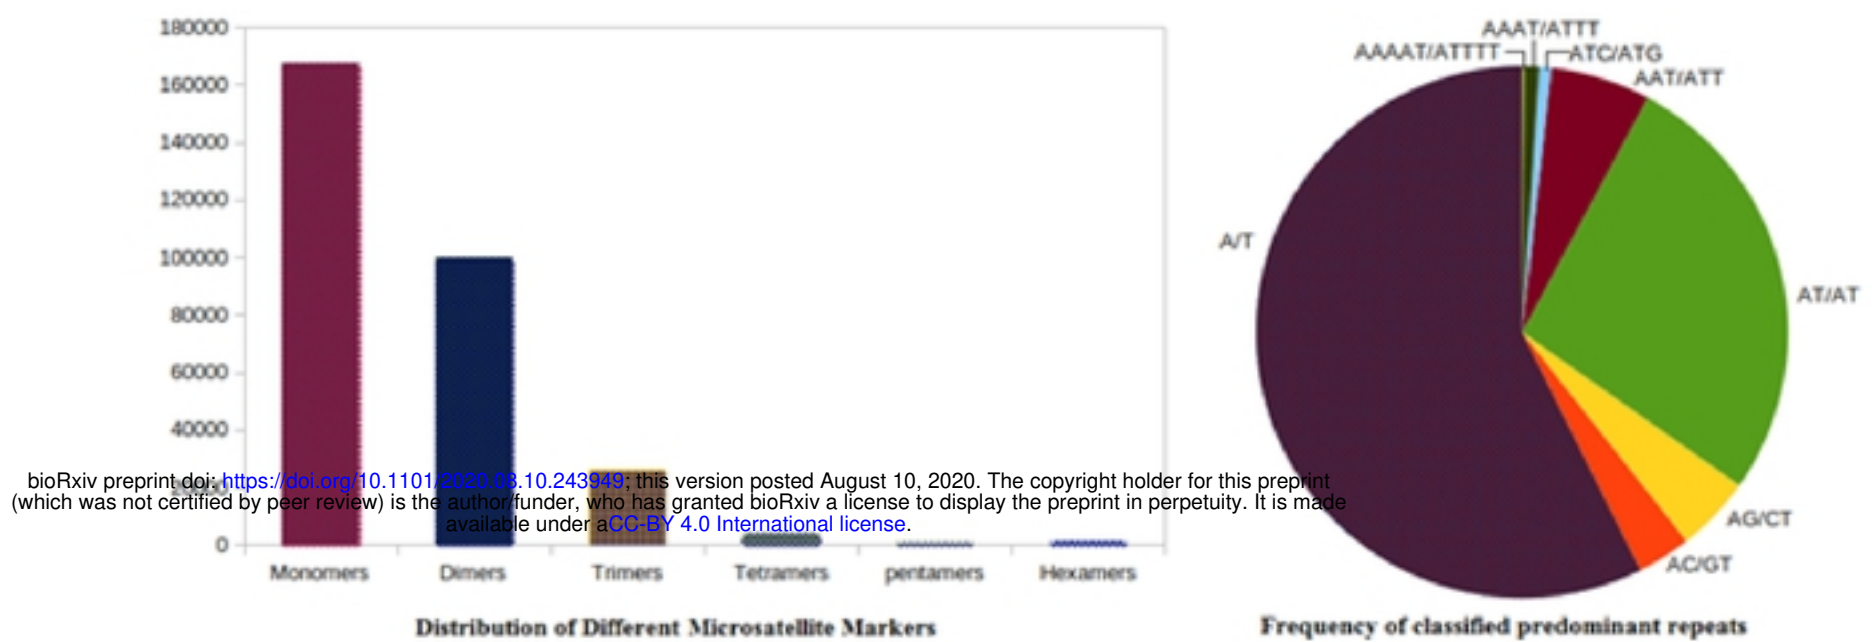 180000
160000
140000
120000
100000
80000
60000
40000
20000
0
Monomers Dimers Trimers Tetramers pentamers Hexamers
Distribution of Different Microsatellite Markers
bioRxiv preprint doi: https://doi.org/10.1101/2020.08.10.243949; this version posted August 10, 2020. The copyright holder for this preprint
(which was not certified by peer review) is the author/funder, who has granted bioRxiv a license to display the preprint in perpetuity. It is made
available under aCC-BY 4.0 International license.
AAAT/ATTT
AAAAT/ATTTT
ATC/ATG
AAT/ATT
A/T
AT/AT
AG/CT
AC/GT
Frequency of classified predominant repeats